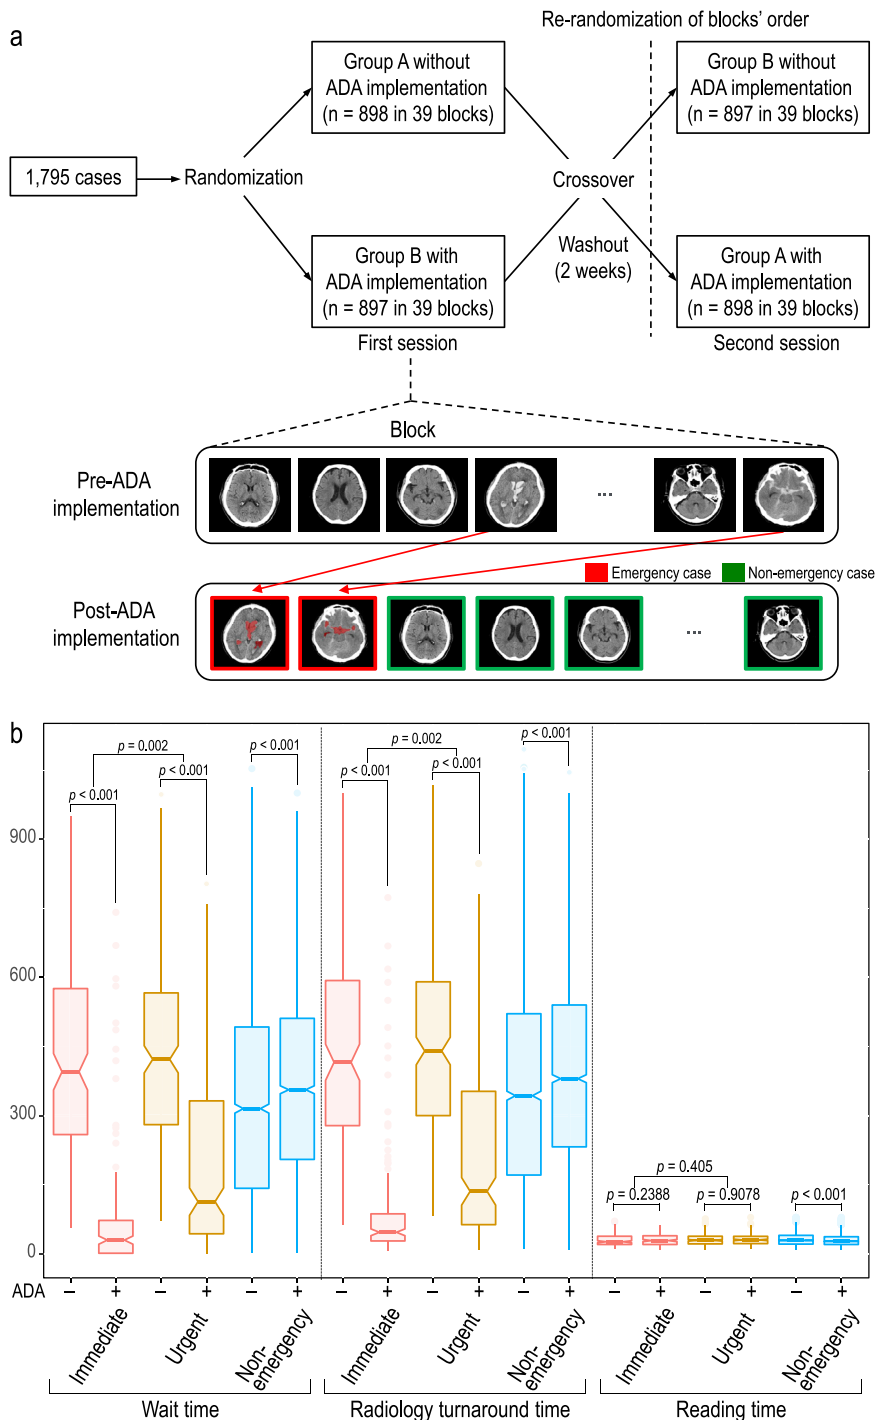 a
Re-randomization of blocks' order
Group A without
ADA implementation
(n = 898 in 39 blocks)
Group B without
ADA implementation
(n = 897 in 39 blocks)
1,795 cases
Randomization
Crossover
Washout
(2 weeks)
Group B with
ADA implementation
(n = 897 in 39 blocks)
Group A with
ADA implementation
(n = 898 in 39 blocks)
First session
Second session
Block
Pre-ADA
implementation
...
Emergency case
Non-emergency case
Post-ADA
implementation
...
b
p = 0.002
p < 0.001
p < 0.001
p < 0.001
p = 0.002
p < 0.001
p < 0.001
p < 0.001
p = 0.405
p = 0.2388
p = 0.9078
p < 0.001
900
600
300
0
ADA − + − + − + − + − + − + − + − + − +
Immediate
Urgent
Non-
emergency
Immediate
Urgent
Non-
emergency
Immediate
Urgent
Non-
emergency
Wait time
Radiology turnaround time
Reading time